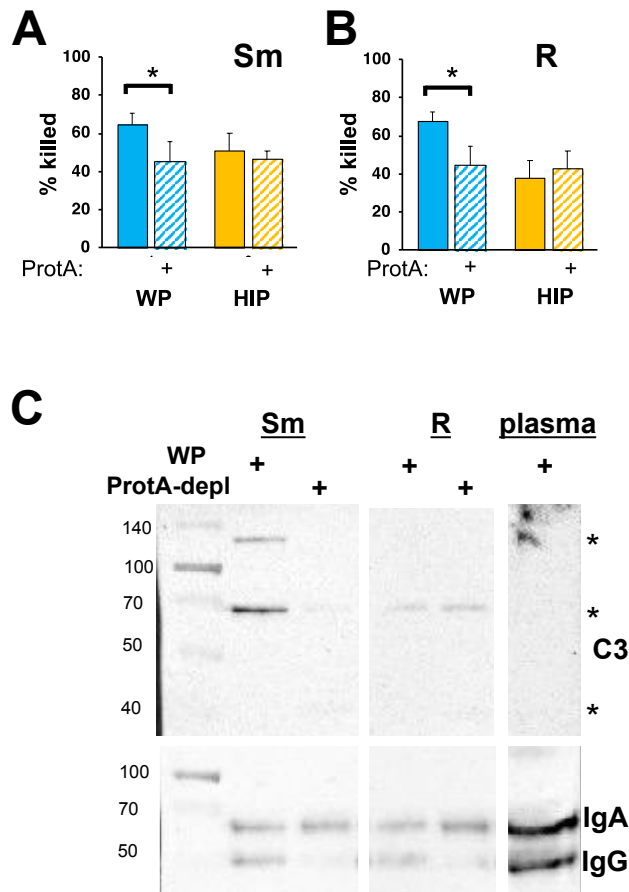 A
Sm
*
% killed
100
80
60
40
20
0
ProtA: + +
WP HIP
B
R
*
% killed
100
80
60
40
20
0
ProtA: + +
WP HIP
C
Sm R plasma
WP + + +
ProtA-depl + +
140 *
100
70 *
50
C3
40 *
100
70
IgA
50
IgG